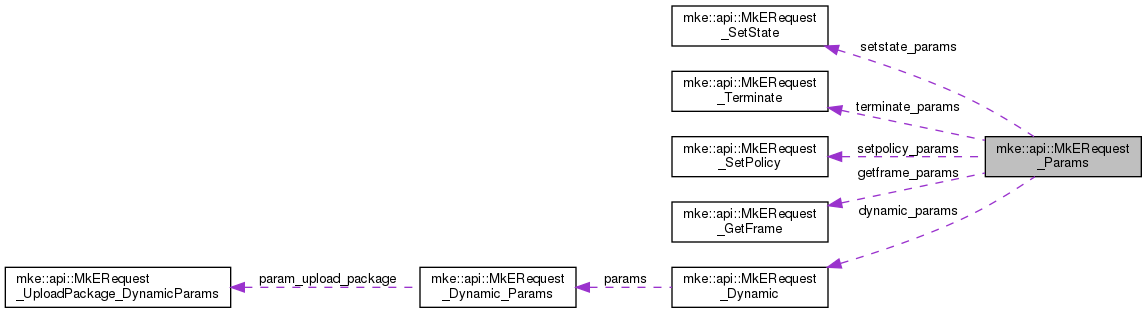 mke::api::MkERequest
_SetState
setstate_params
mke::api::MkERequest
_Terminate
terminate_params
mke::api::MkERequest
_SetPolicy
setpolicy_params
mke::api::MkERequest
_Params
getframe_params
mke::api::MkERequest
_GetFrame
dynamic_params
mke::api::MkERequest
_UploadPackage_DynamicParams
param_upload_package
mke::api::MkERequest
_Dynamic_Params
params
mke::api::MkERequest
_Dynamic